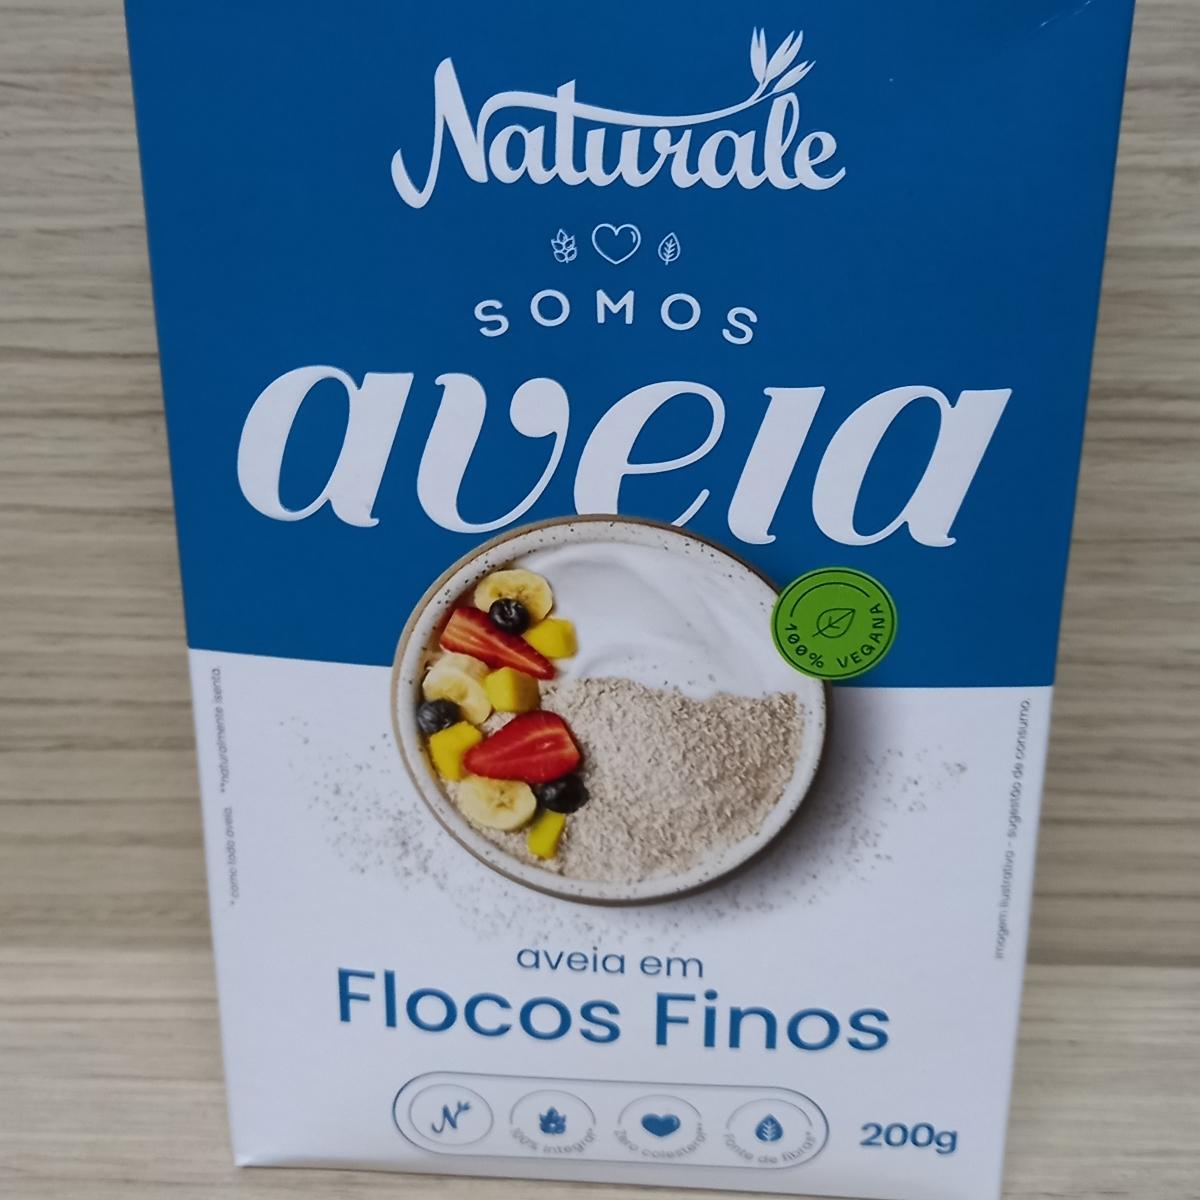 Naturale
SOMOS
aveia
100% VEGANA
*como toda aveia. **naturalmente isenta.
imagem ilustrativa - sugestão de consumo.
aveia em
Flocos Finos
N
100% integral*
zero colesterol**
fonte de fibras*
200g